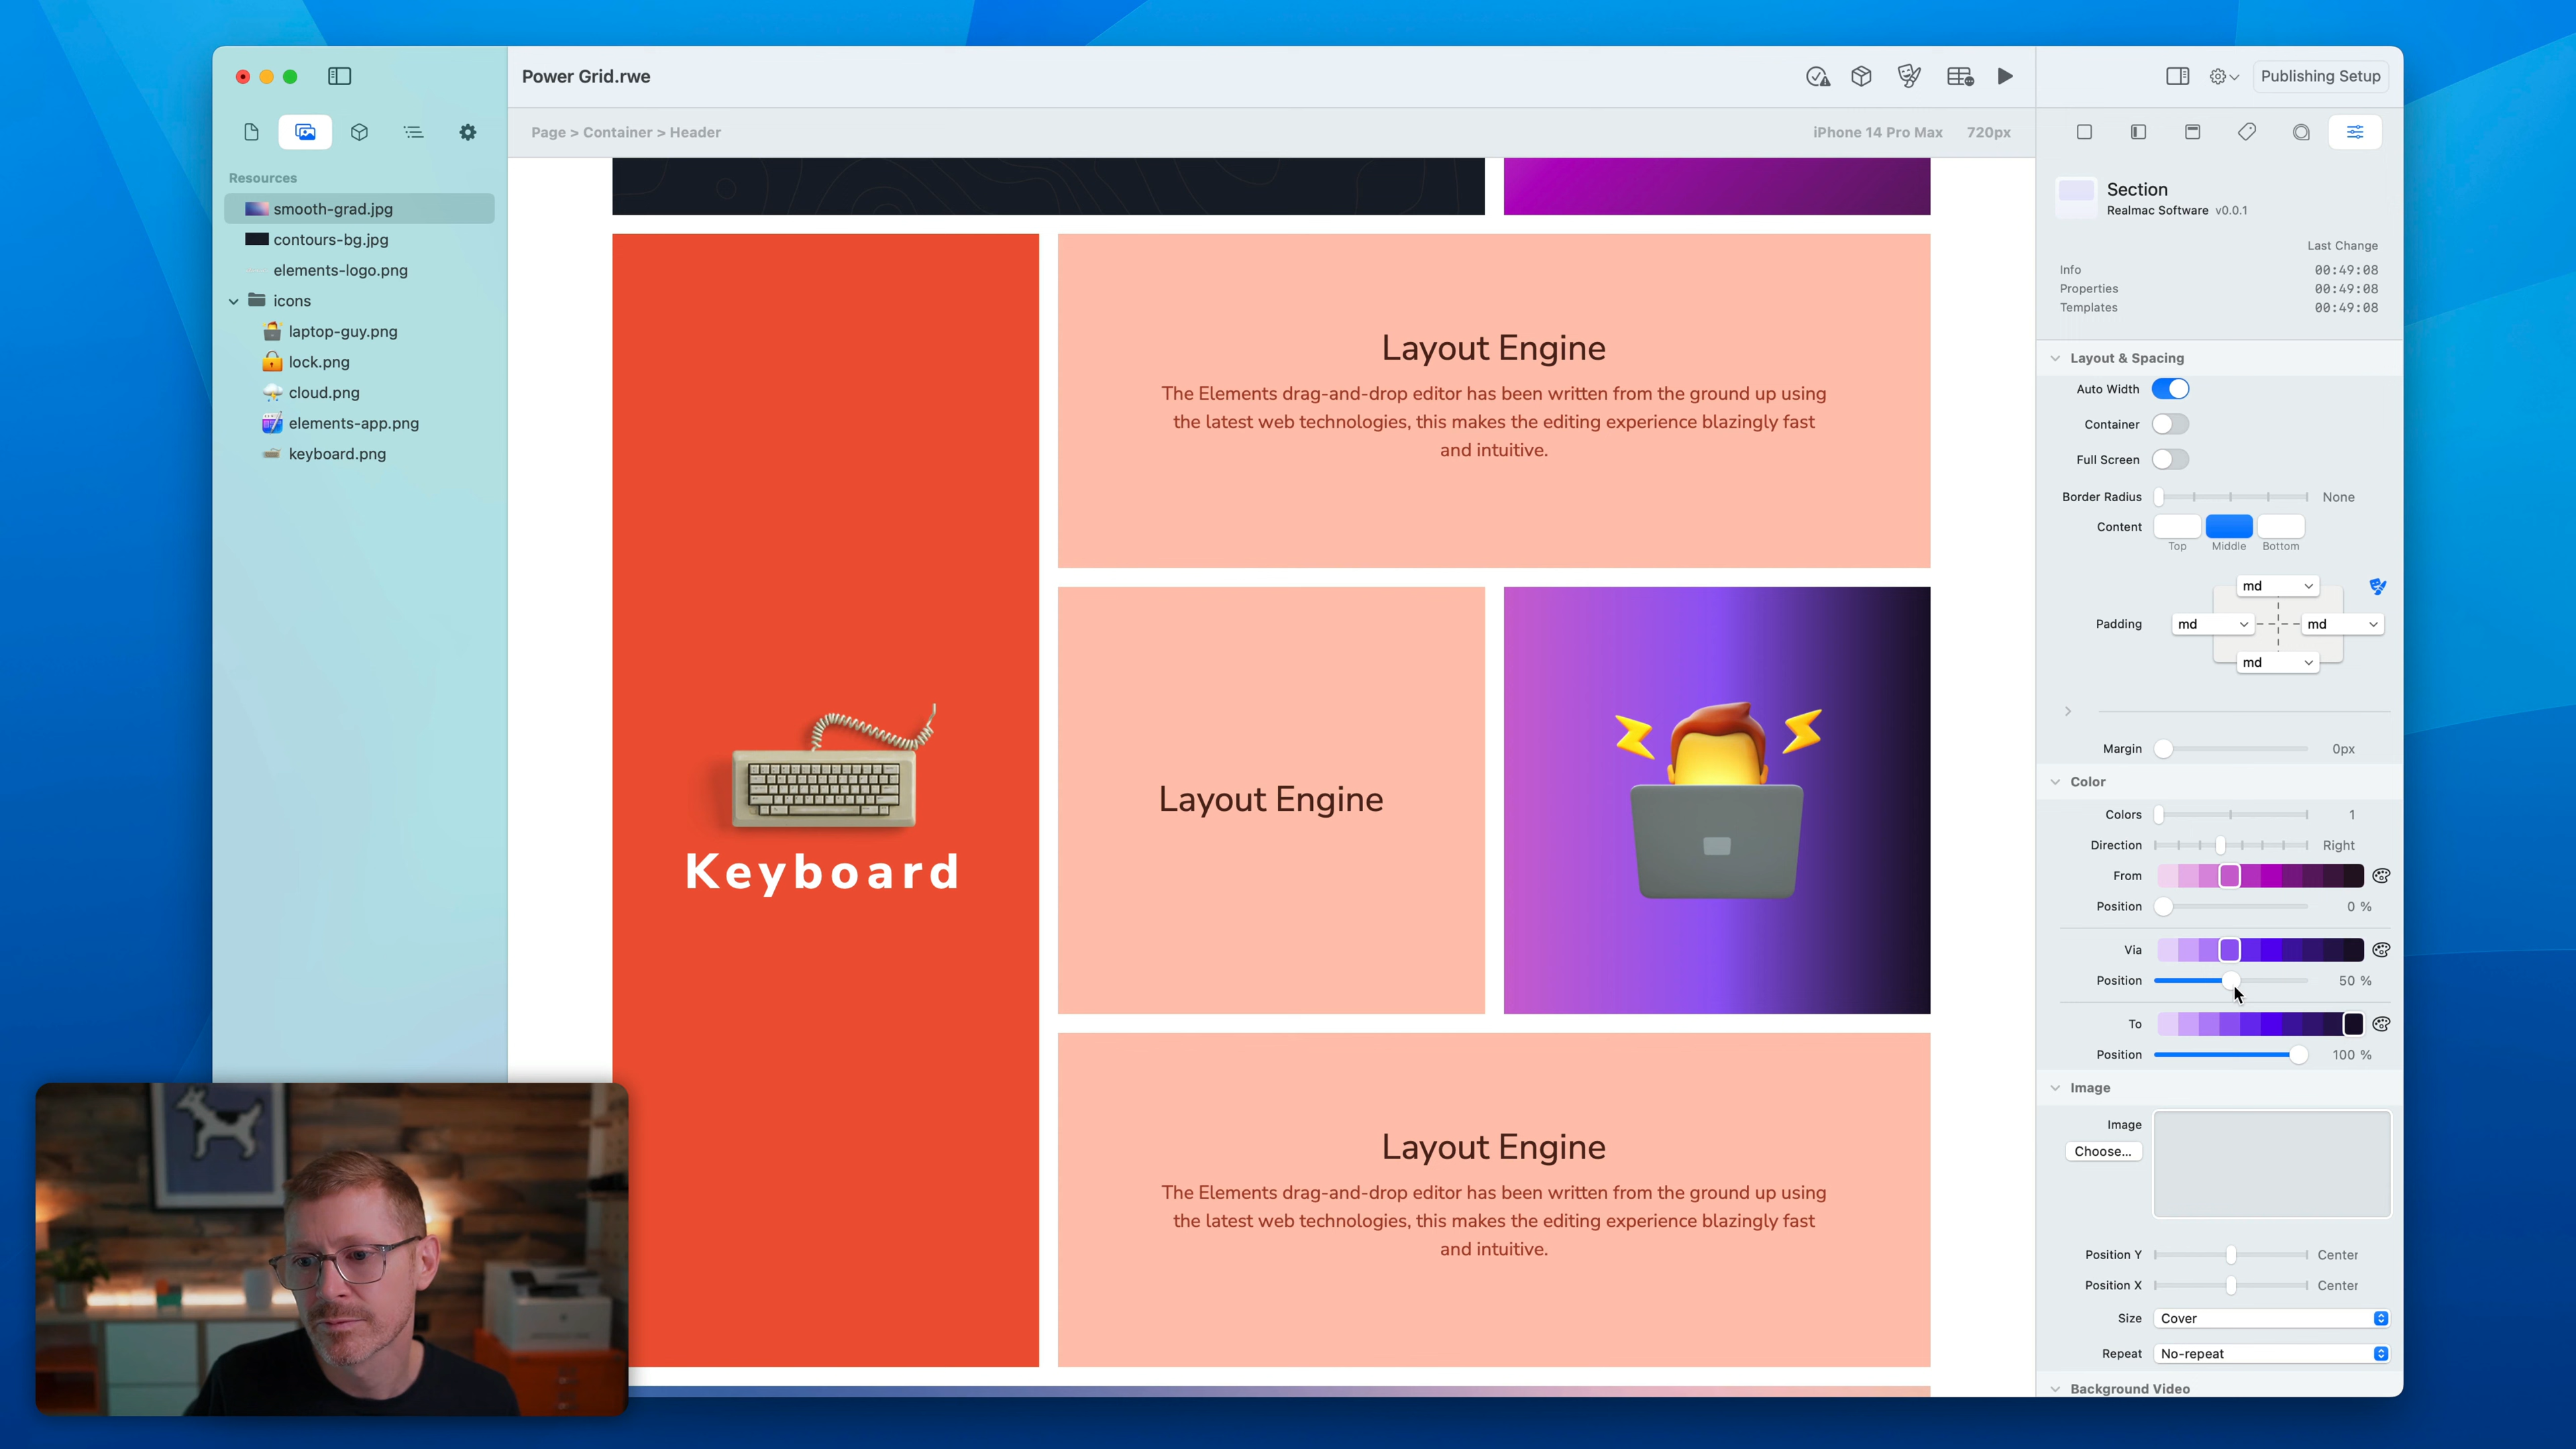 Power Grid.rwe
Publishing Setup
Page > Container > Header
iPhone 14 Pro Max
720px
Resources
smooth-grad.jpg
contours-bg.jpg
elements-logo.png
icons
laptop-guy.png
lock.png
cloud.png
elements-app.png
keyboard.png
Keyboard
Layout Engine
The Elements drag-and-drop editor has been written from the ground up using
the latest web technologies, this makes the editing experience blazingly fast
and intuitive.
Layout Engine
Layout Engine
The Elements drag-and-drop editor has been written from the ground up using
the latest web technologies, this makes the editing experience blazingly fast
and intuitive.
Section
Realmac Software v0.0.1
Last Change
Info 00:49:08
Properties 00:49:08
Templates 00:49:08
Layout & Spacing
Auto Width
Container
Full Screen
Border Radius None
Content
Top Middle Bottom
md
Padding md md
md
Margin 0px
Color
Colors 1
Direction Right
From
Position 0 %
Via
Position 50 %
To
Position 100 %
Image
Image
Choose...
Position Y Center
Position X Center
Size Cover
Repeat No-repeat
Background Video